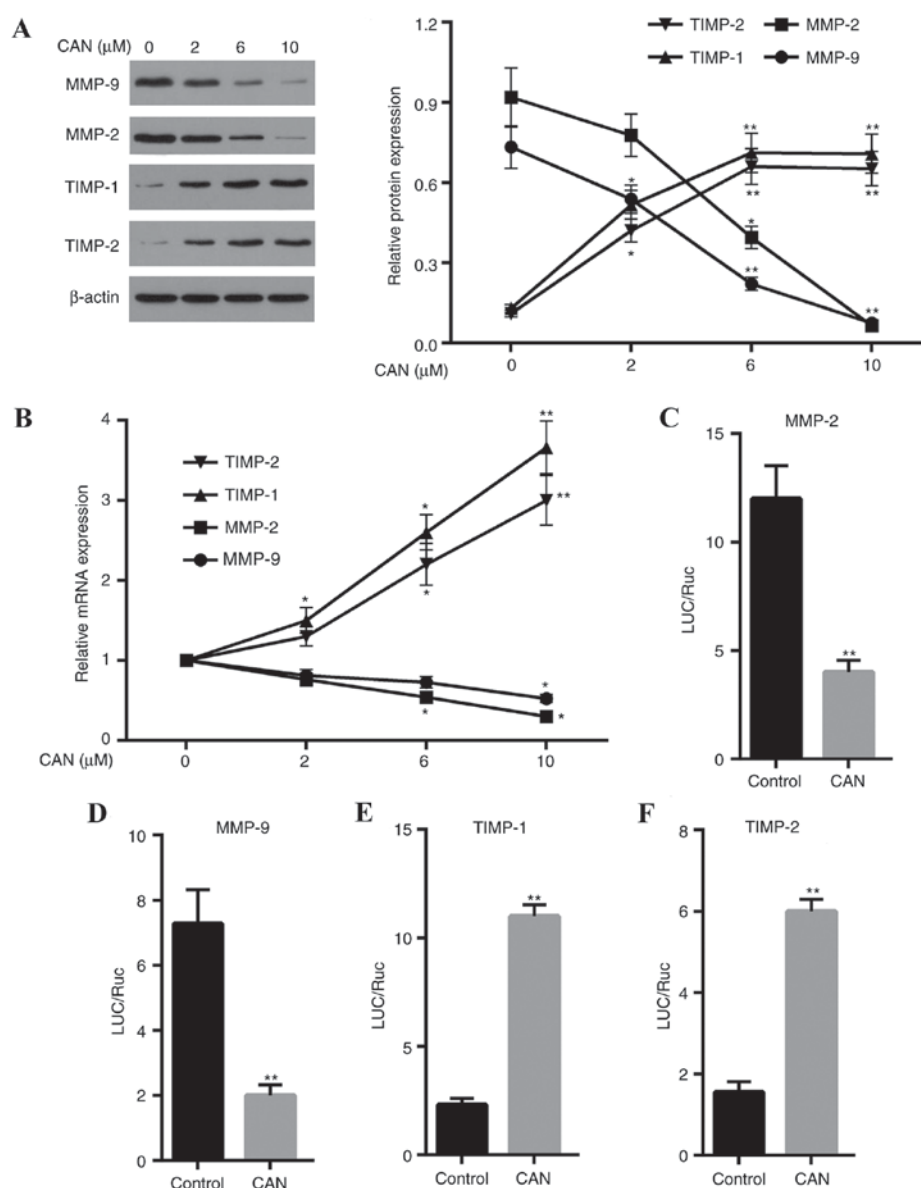 A
CAN (μM) 0 2 6 10
MMP-9
MMP-2
TIMP-1
TIMP-2
β-actin
TIMP-2 MMP-2
TIMP-1 MMP-9
Relative protein expression
1.2
0.9
0.6
0.3
0.0
* * ** ** * ** ** ** **
CAN (μM)
0 2 6 10
B
Relative mRNA expression
4
3
2
1
0
TIMP-2
TIMP-1
MMP-2
MMP-9
* * * * ** ** * *
CAN (μM)
0 2 6 10
C
MMP-2
LUC/Ruc
15
10
5
0
**
Control CAN
D
MMP-9
LUC/Ruc
10
8
6
4
2
0
**
Control CAN
E
TIMP-1
LUC/Ruc
15
10
5
0
**
Control CAN
F
TIMP-2
LUC/Ruc
8
6
4
2
0
**
Control CAN